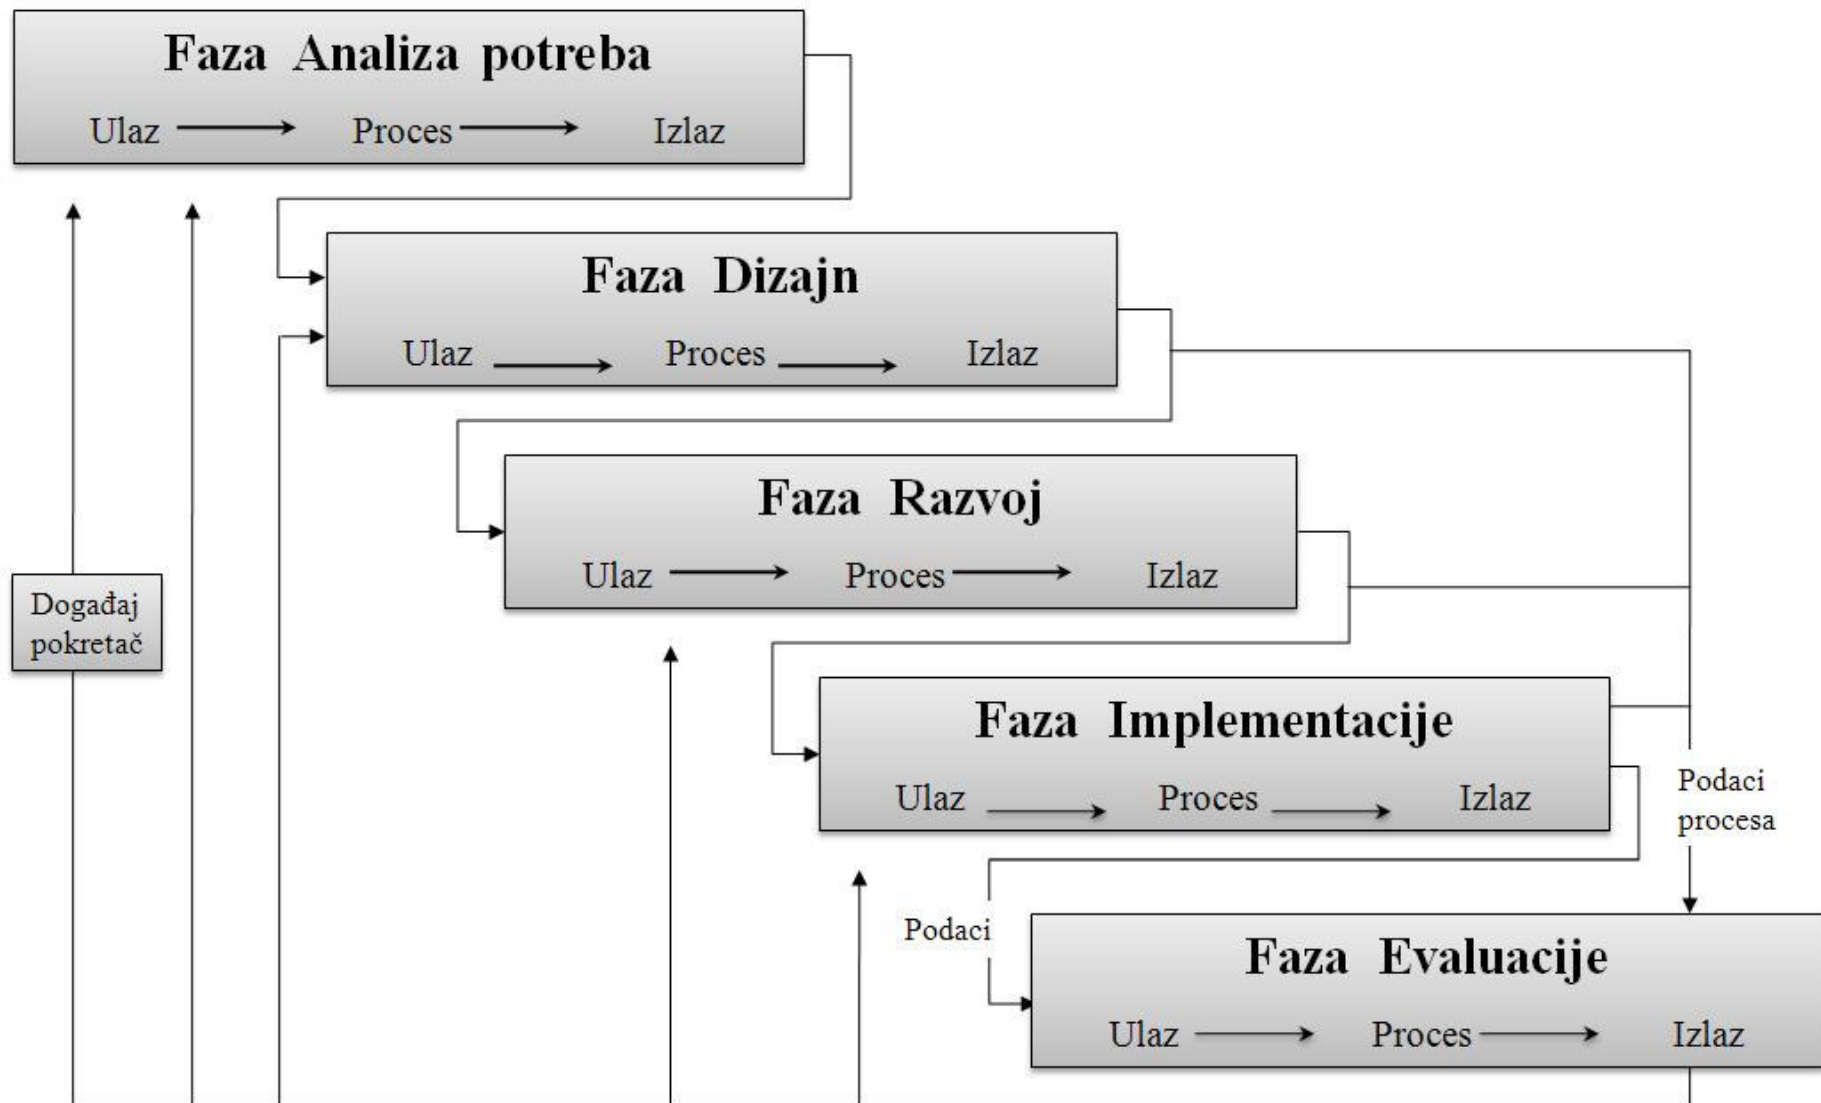 Faza Analiza potreba
Ulaz Proces Izlaz
Faza Dizajn
Ulaz Proces Izlaz
Faza Razvoj
Ulaz Proces Izlaz
Događaj
pokretač
Faza Implementacije
Ulaz Proces Izlaz
Podaci
procesa
Podaci
Faza Evaluacije
Ulaz Proces Izlaz